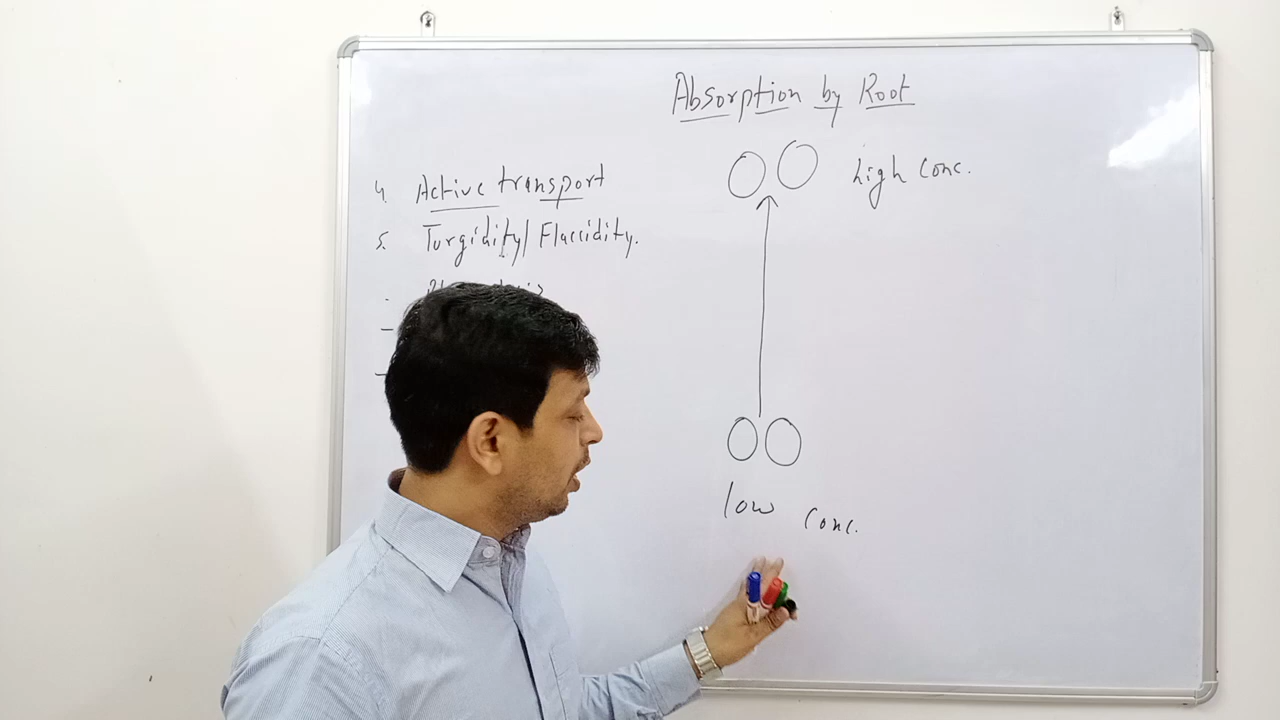 Absorption by Root
4. Active transport
5. Turgidity/Flaccidity.
high conc.
low conc.